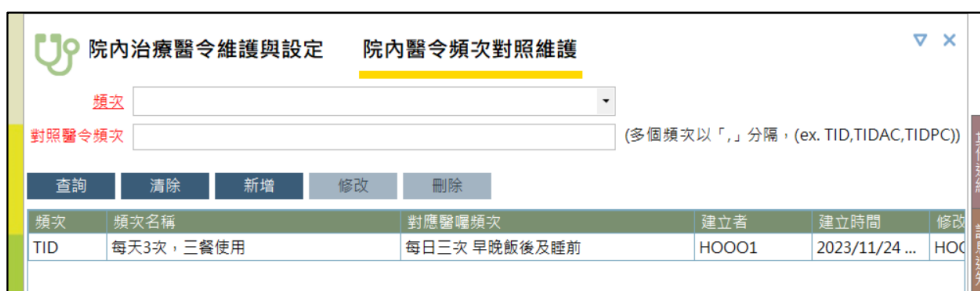 院內治療醫令維護與設定 院內醫令頻次對照維護
頻次
對照醫令頻次 (多個頻次以「,」分隔，(ex. TID,TIDAC,TIDPC))
查詢 清除 新增 修改 刪除
頻次 頻次名稱 對應醫囑頻次 建立者 建立時間 修改
TID 每天3次，三餐使用 每日三次 早晚飯後及睡前 HOOO1 2023/11/24 ... HOO